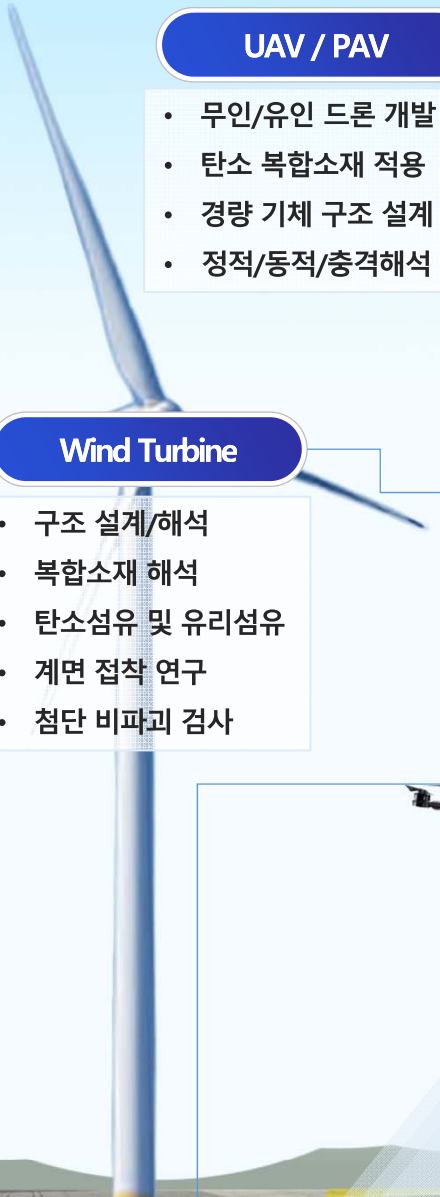 UAV / PAV
• 무인/유인 드론 개발
• 탄소 복합소재 적용
• 경량 기체 구조 설계
• 정적/동적/충격해석
Wind Turbine
• 구조 설계/해석
• 복합소재 해석
• 탄소섬유 및 유리섬유
• 계면 접착 연구
• 첨단 비파괴 검사